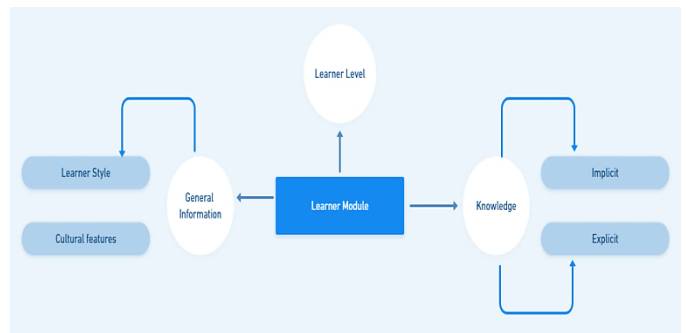 Learner Level
Learner Style
General
Information
Cultural features
Learner Module
Knowledge
Implicit
Explicit